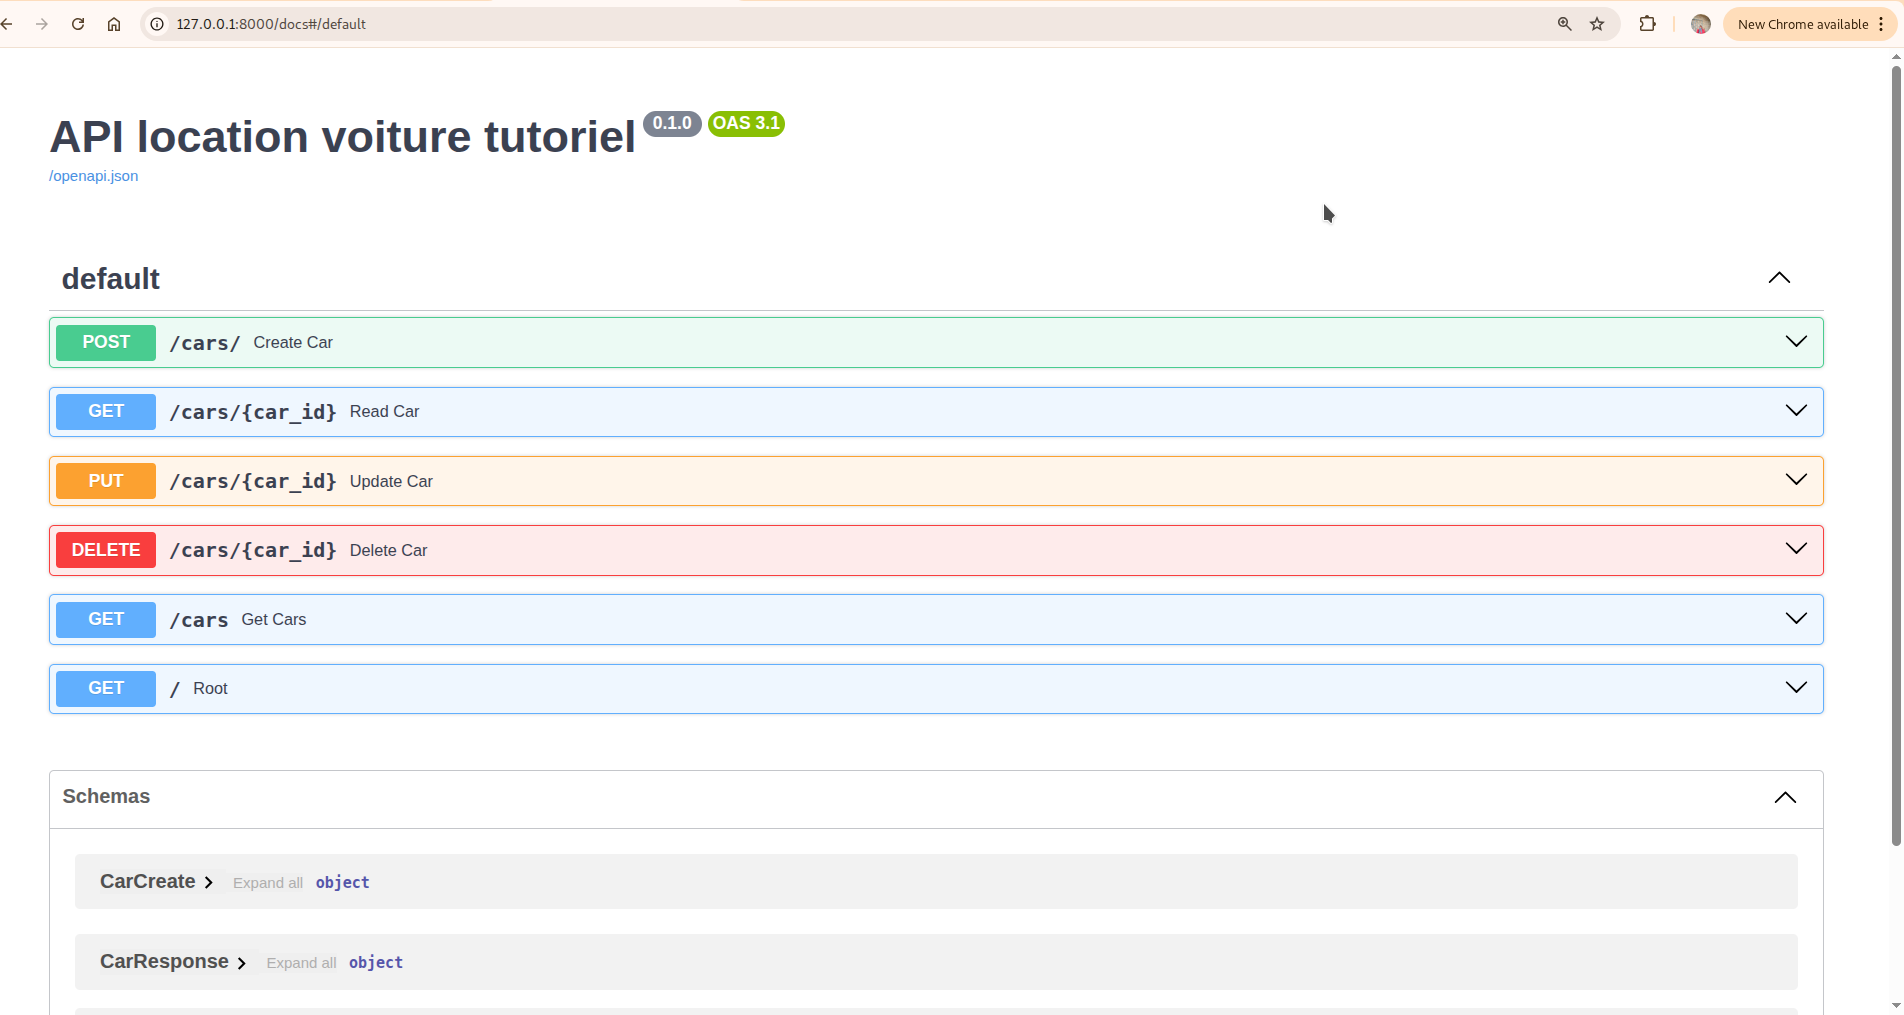 127.0.0.1:8000/docs#/default
New Chrome available
API location voiture tutoriel 0.1.0 OAS 3.1
/openapi.json
default
POST /cars/ Create Car
GET /cars/{car_id} Read Car
PUT /cars/{car_id} Update Car
DELETE /cars/{car_id} Delete Car
GET /cars Get Cars
GET / Root
Schemas
CarCreate Expand all object
CarResponse Expand all object